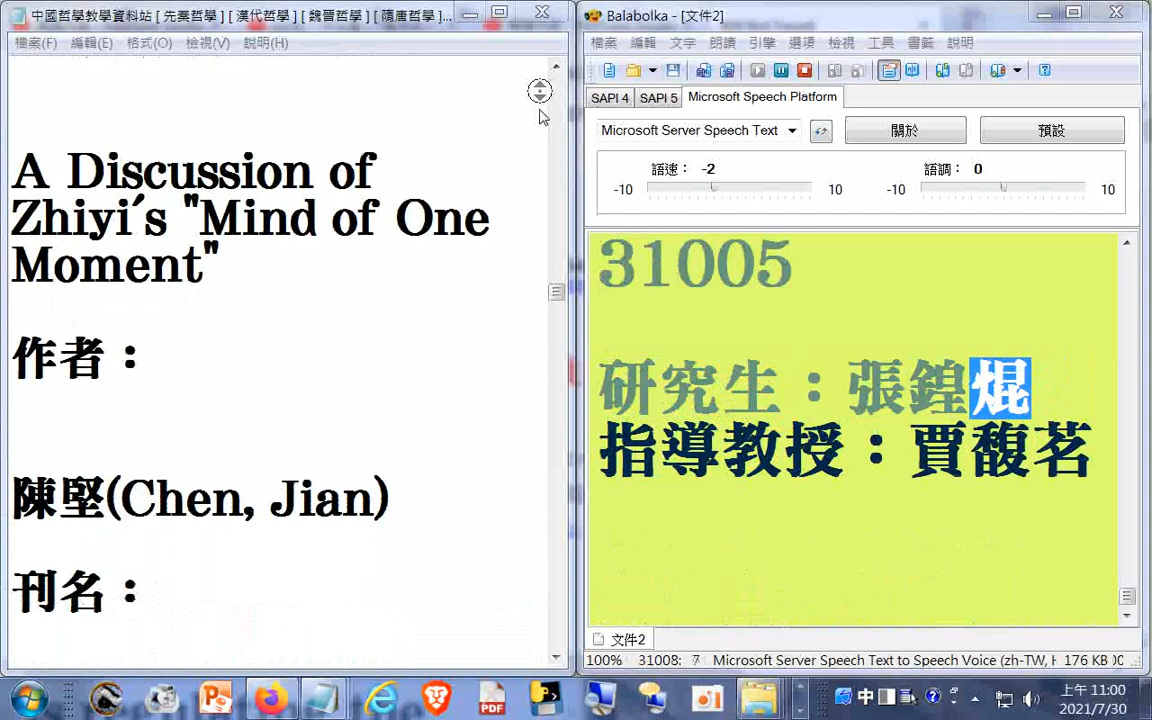 中國哲學教學資料站 [ 先秦哲學 ] [ 漢代哲學 ] [ 魏晉哲學 ] [ 隋唐哲學 ]...
檔案(F) 編輯(E) 格式(O) 檢視(V) 說明(H)
A Discussion of
Zhiyi's "Mind of One
Moment"
作者：
陳堅(Chen, Jian)
刊名：
Balabolka - [文件2]
檔案 編輯 文字 朗讀 引擎 選項 檢視 工具 書籤 說明
SAPI 4 SAPI 5 Microsoft Speech Platform
Microsoft Server Speech Text 關於 預設
語速： -2 語調： 0
-10 10 -10 10
31005
研究生：張鍠焜
指導教授：賈馥茗
文件2
100% 31008: 7 Microsoft Server Speech Text to Speech Voice (zh-TW, H 176 KB
中
上午 11:00
2021/7/30